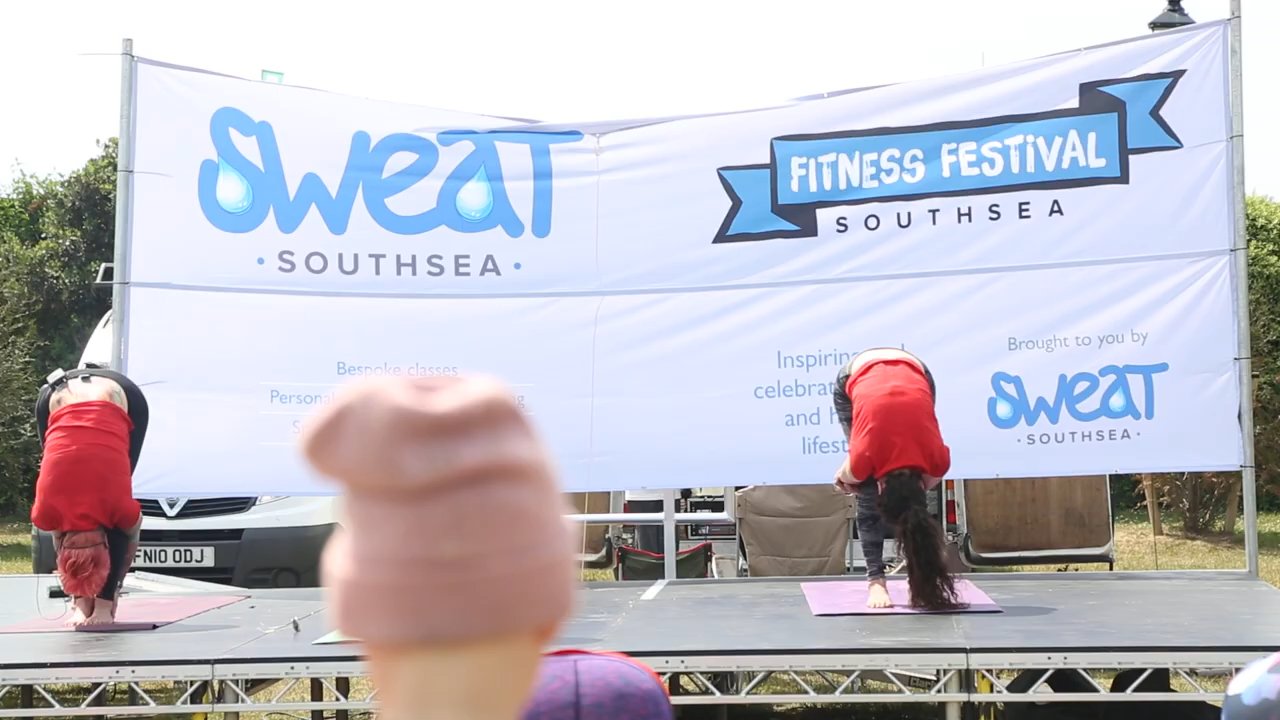 SWEAT
• SOUTHSEA •
FITNESS FESTIVAL
SOUTHSEA
Bespoke classes
Inspiring
celebrat
and h
lifest
Brought to you by
SWEAT
• SOUTHSEA •
FN10 ODJ